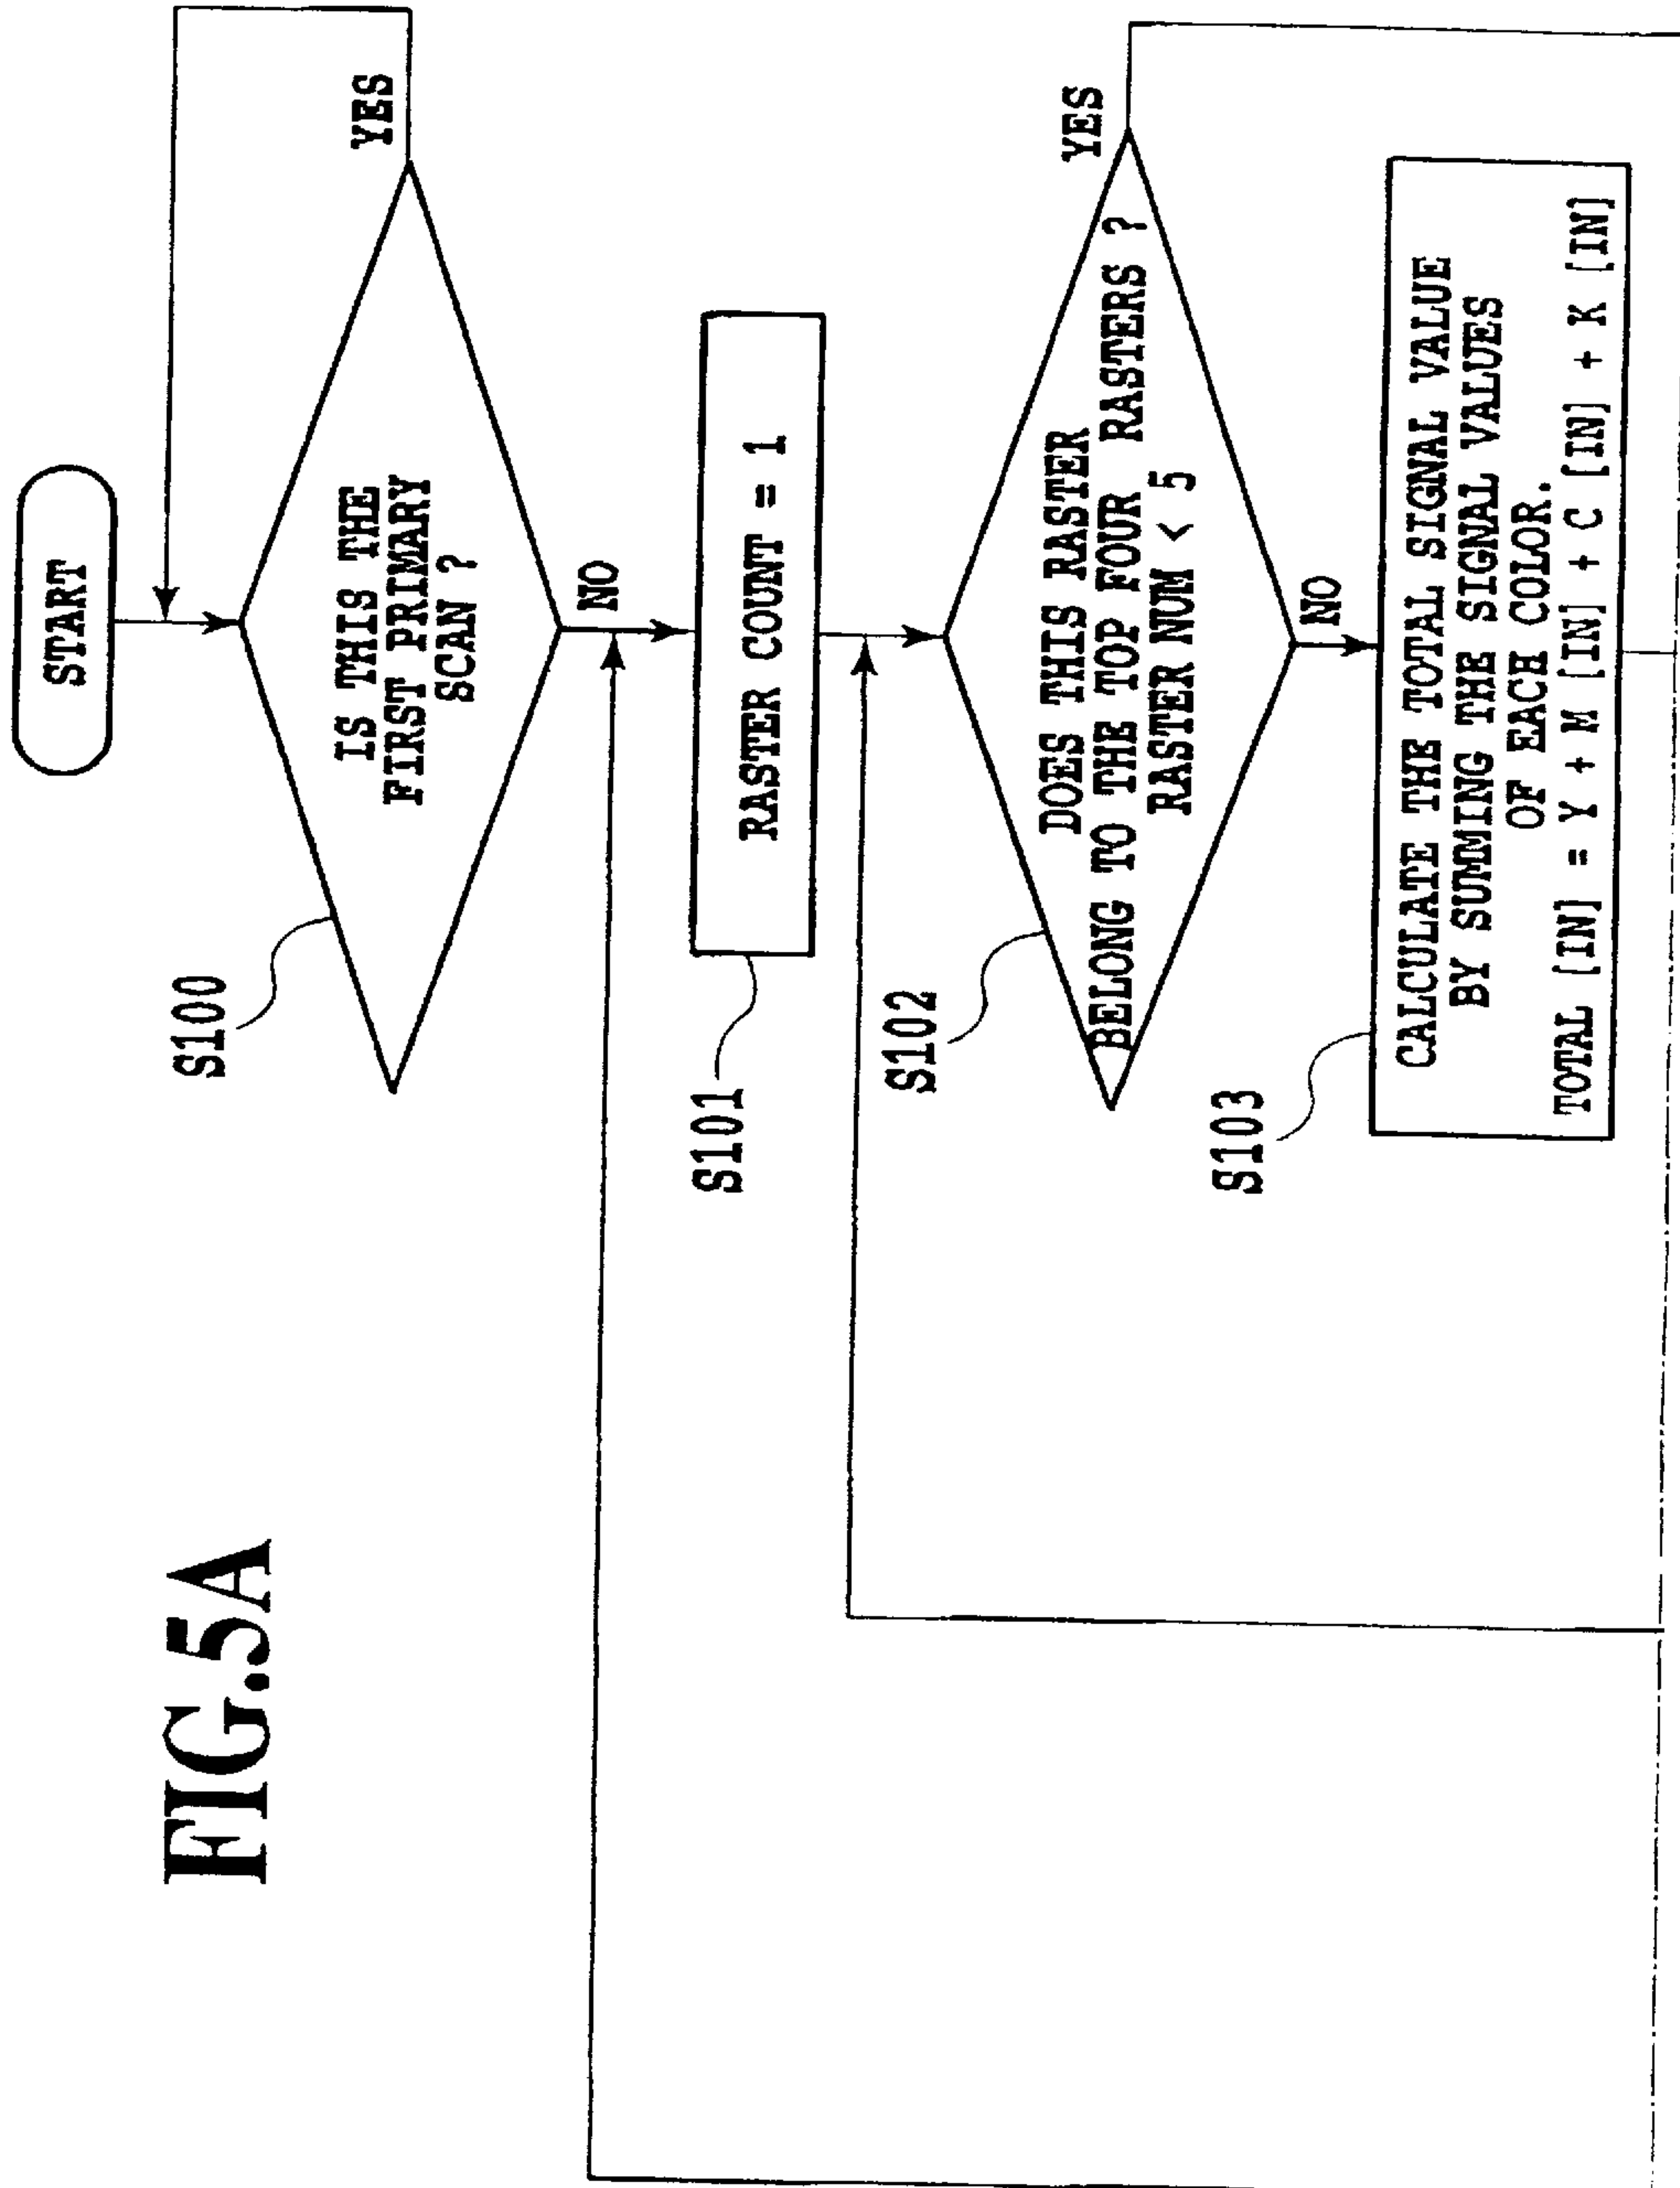 FIG.5A
START
S100
IS THIS THE
FIRST PRIMARY
SCAN ?
YES
NO
S101
RASTER COUNT = 1
S102
DOES THIS RASTER
BELONG TO THE TOP FOUR RASTERS ?
RASTER NUM < 5
YES
NO
S103
CALCULATE THE TOTAL SIGNAL VALUE
BY SUMMING THE SIGNAL VALUES
OF EACH COLOR.
TOTAL [IN] = Y + M [IN] + C [IN] + K [IN]